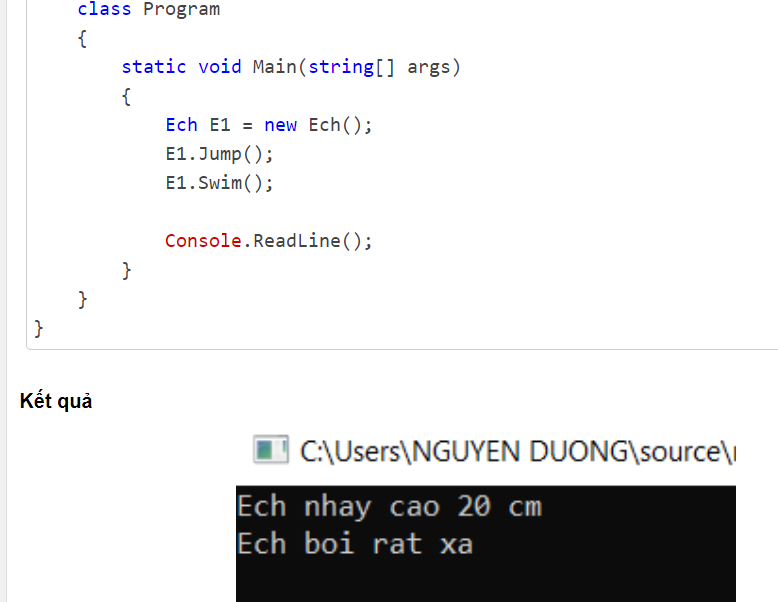 class Program
{
static void Main(string[] args)
{
Ech E1 = new Ech();
E1.Jump();
E1.Swim();
Console.ReadLine();
}
}
}
Kết quả
C:\Users\NGUYEN DUONG\source\
Ech nhay cao 20 cm
Ech boi rat xa